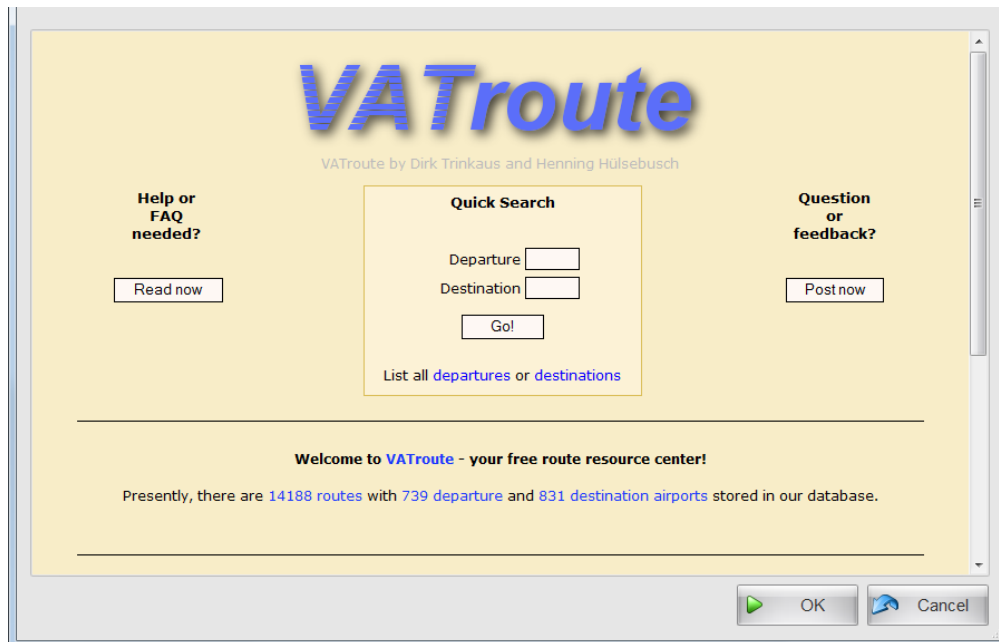 VATroute
VATroute by Dirk Trinkaus and Henning Hülsebusch
Help or
FAQ
needed?
Read now
Quick Search
Departure
Destination
Go!
List all departures or destinations
Question
or
feedback?
Post now
Welcome to VATroute - your free route resource center!
Presently, there are 14188 routes with 739 departure and 831 destination airports stored in our database.
OK
Cancel